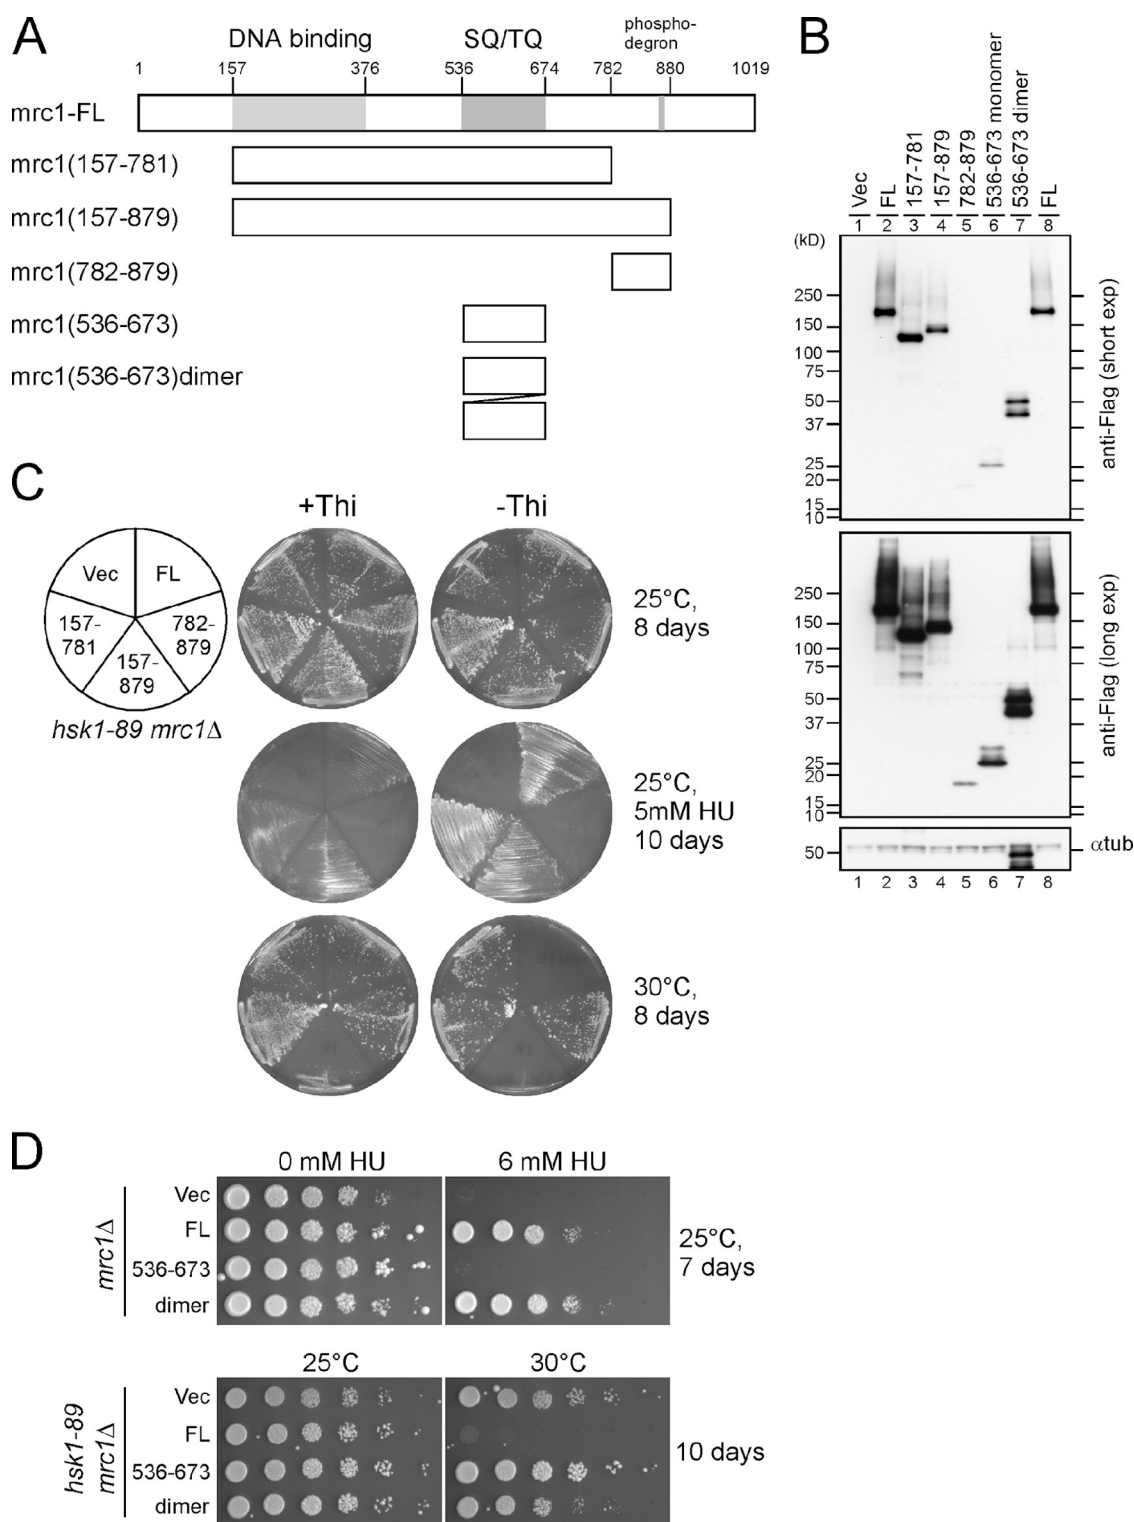 A
DNA binding
SQ/TQ
phospho-
degron
1 157 376 536 674 782 880 1019
mrc1-FL
mrc1(157-781)
mrc1(157-879)
mrc1(782-879)
mrc1(536-673)
mrc1(536-673)dimer
B
Vec
FL
157-781
157-879
782-879
536-673 monomer
536-673 dimer
FL
1 2 3 4 5 6 7 8
(kD)
250
150
100
75
50
37
25
20
15
10
anti-Flag (short exp)
250
150
100
75
50
37
25
20
15
10
anti-Flag (long exp)
50
αtub
1 2 3 4 5 6 7 8
C
+Thi
-Thi
Vec
FL
157-
781
157-
879
782-
879
hsk1-89 mrc1Δ
25°C,
8 days
25°C,
5mM HU
10 days
30°C,
8 days
D
0 mM HU
6 mM HU
mrc1Δ
Vec
FL
536-673
dimer
25°C,
7 days
25°C
30°C
hsk1-89
mrc1Δ
Vec
FL
536-673
dimer
10 days